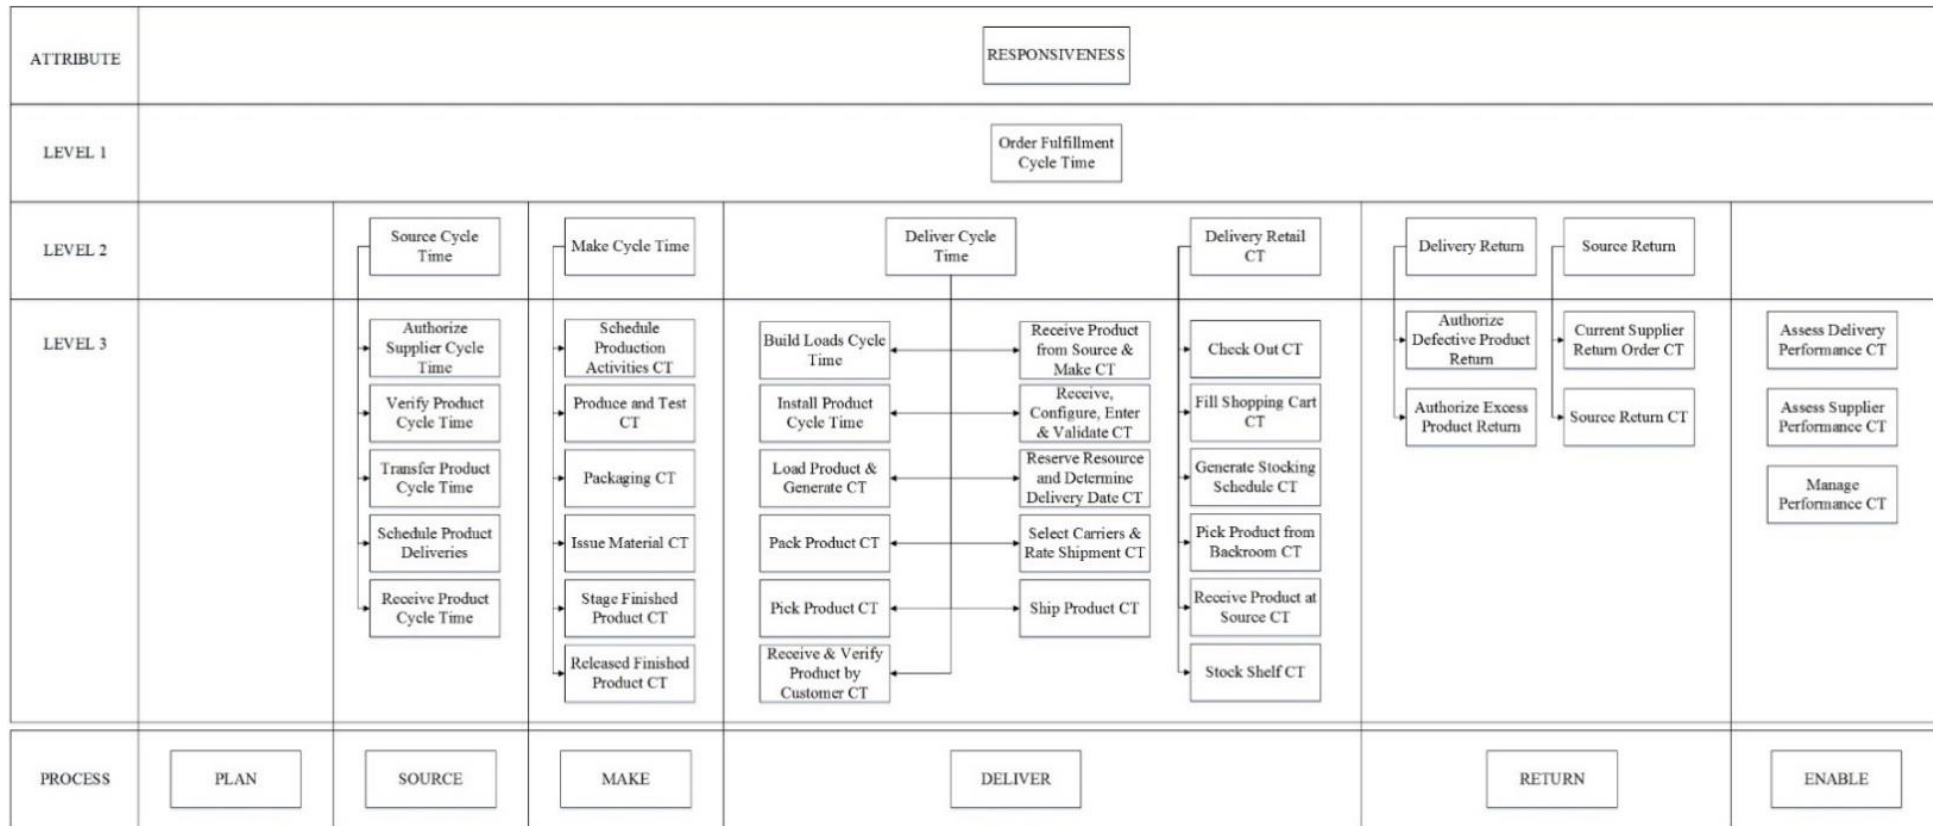 ATTRIBUTE
RESPONSIVENESS
LEVEL 1
Order Fulfillment
Cycle Time
LEVEL 2
Source Cycle
Time
Make Cycle Time
Deliver Cycle
Time
Delivery Retail
CT
Delivery Return
Source Return
LEVEL 3
Authorize
Supplier Cycle
Time
Verify Product
Cycle Time
Transfer Product
Cycle Time
Schedule Product
Deliveries
Receive Product
Cycle Time
Schedule
Production
Activities CT
Produce and Test
CT
Packaging CT
Issue Material CT
Stage Finished
Product CT
Released Finished
Product CT
Build Loads Cycle
Time
Install Product
Cycle Time
Load Product &
Generate CT
Pack Product CT
Pick Product CT
Receive & Verify
Product by
Customer CT
Receive Product
from Source &
Make CT
Receive,
Configure, Enter
& Validate CT
Reserve Resource
and Determine
Delivery Date CT
Select Carriers &
Rate Shipment CT
Ship Product CT
Check Out CT
Fill Shopping Cart
CT
Generate Stocking
Schedule CT
Pick Product from
Backroom CT
Receive Product at
Source CT
Stock Shelf CT
Authorize
Defective Product
Return
Authorize Excess
Product Return
Current Supplier
Return Order CT
Source Return CT
Assess Delivery
Performance CT
Assess Supplier
Performance CT
Manage
Performance CT
PROCESS
PLAN
SOURCE
MAKE
DELIVER
RETURN
ENABLE